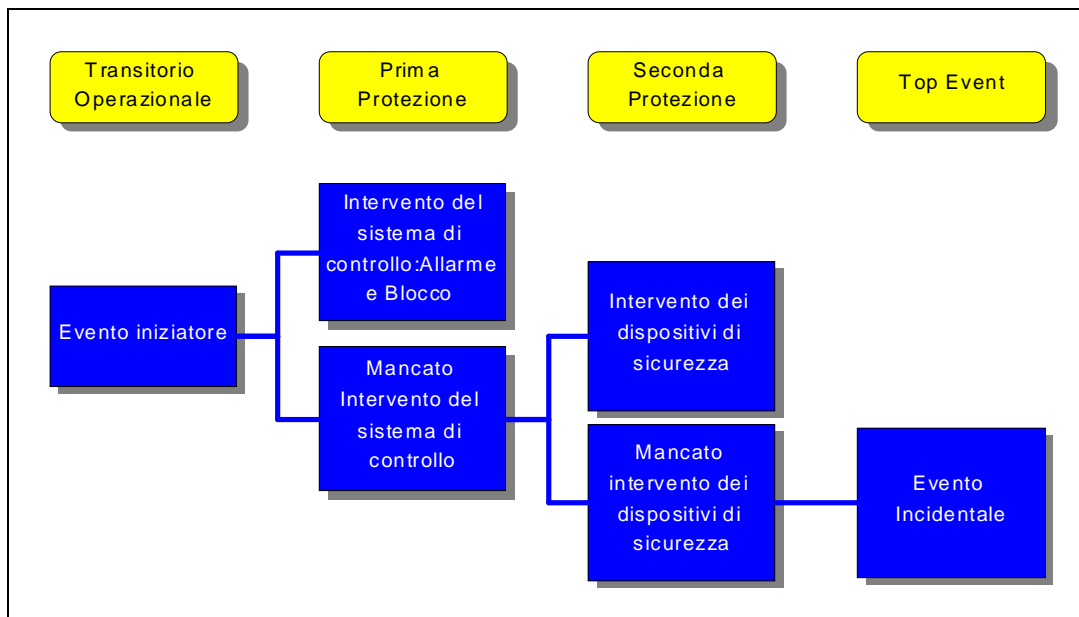 Transitorio
Operazionale
Prima
Protezione
Seconda
Protezione
Top Event
Intervento del
sistema di
controllo:Allarme
e Blocco
Evento iniziatore
Mancato
Intervento del
sistema di
controllo
Intervento dei
dispositivi di
sicurezza
Mancato
intervento dei
dispositivi di
sicurezza
Evento
Incidentale